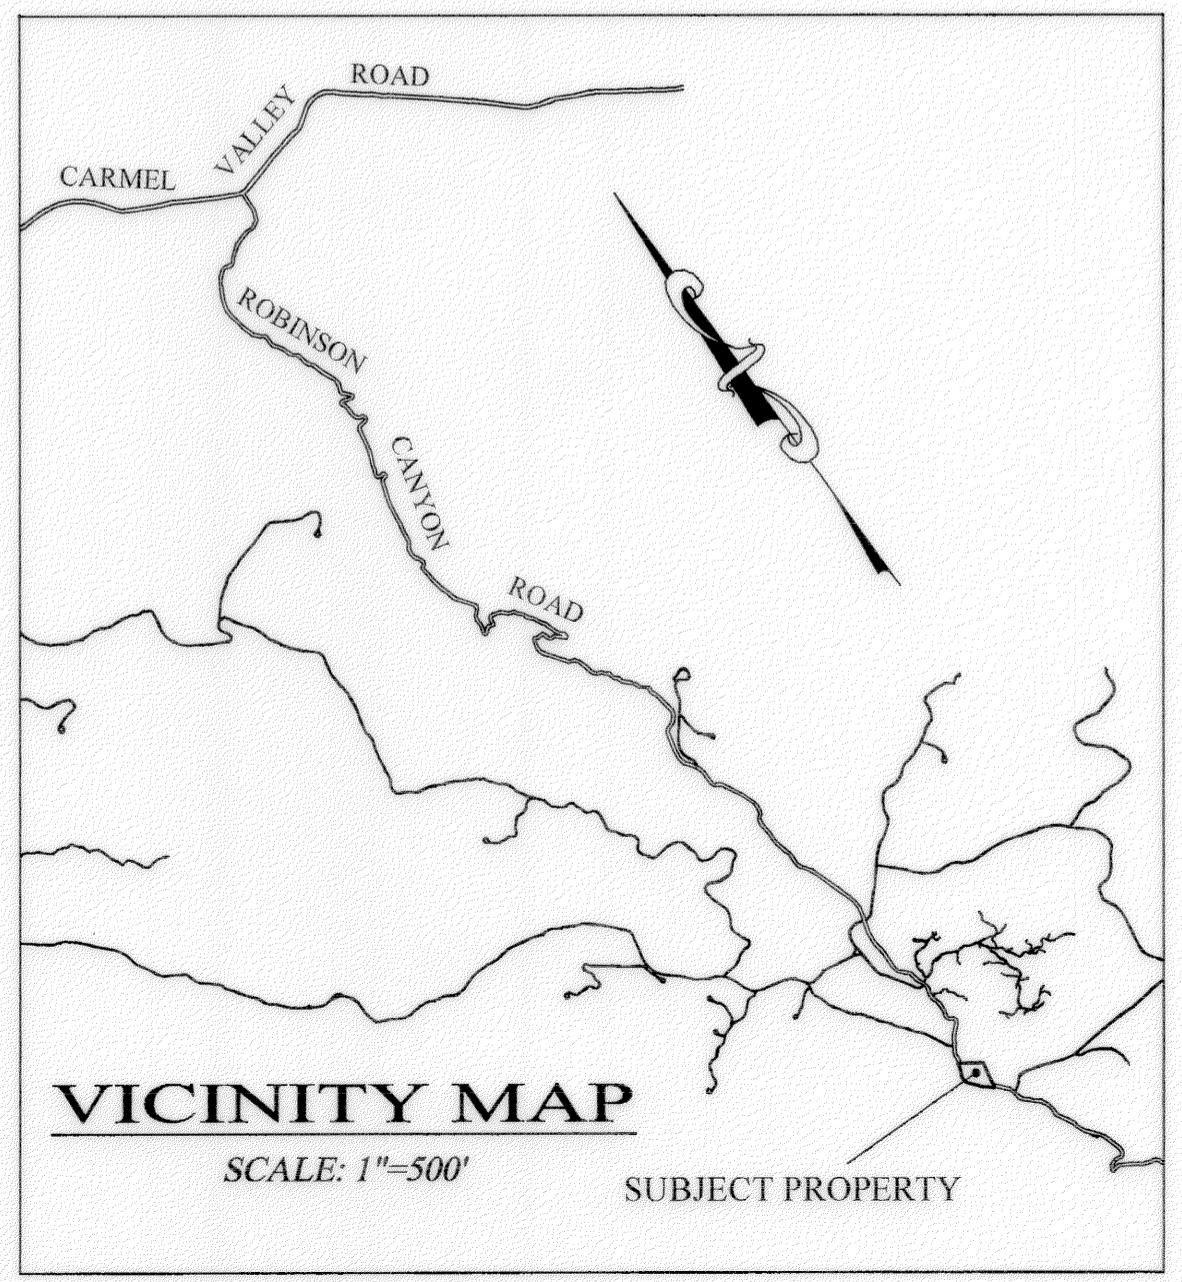 CARMEL
VALLEY
ROAD
ROBINSON
CANYON
ROAD
VICINITY MAP
SCALE: 1"=500'
SUBJECT PROPERTY